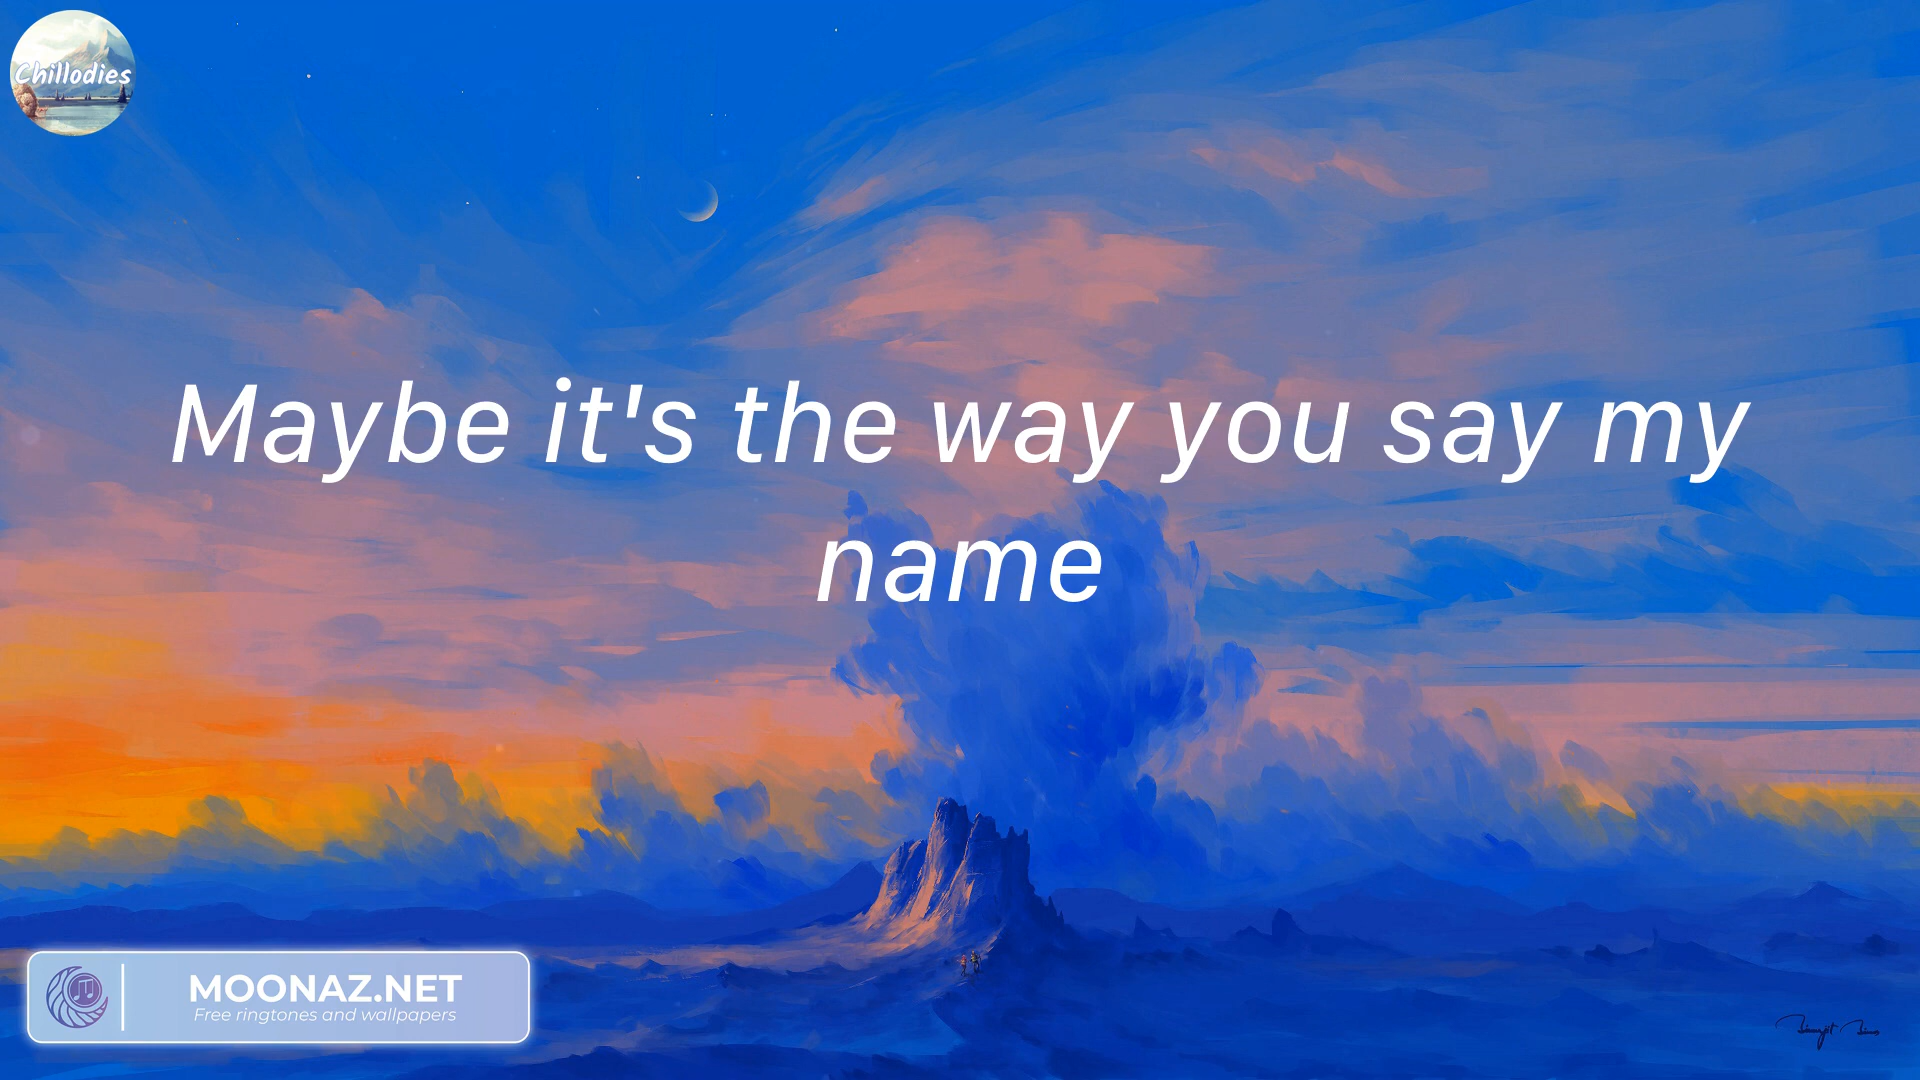 Chillodies
Maybe it's the way you say my
name
MOONAZ.NET
Free ringtones and wallpapers